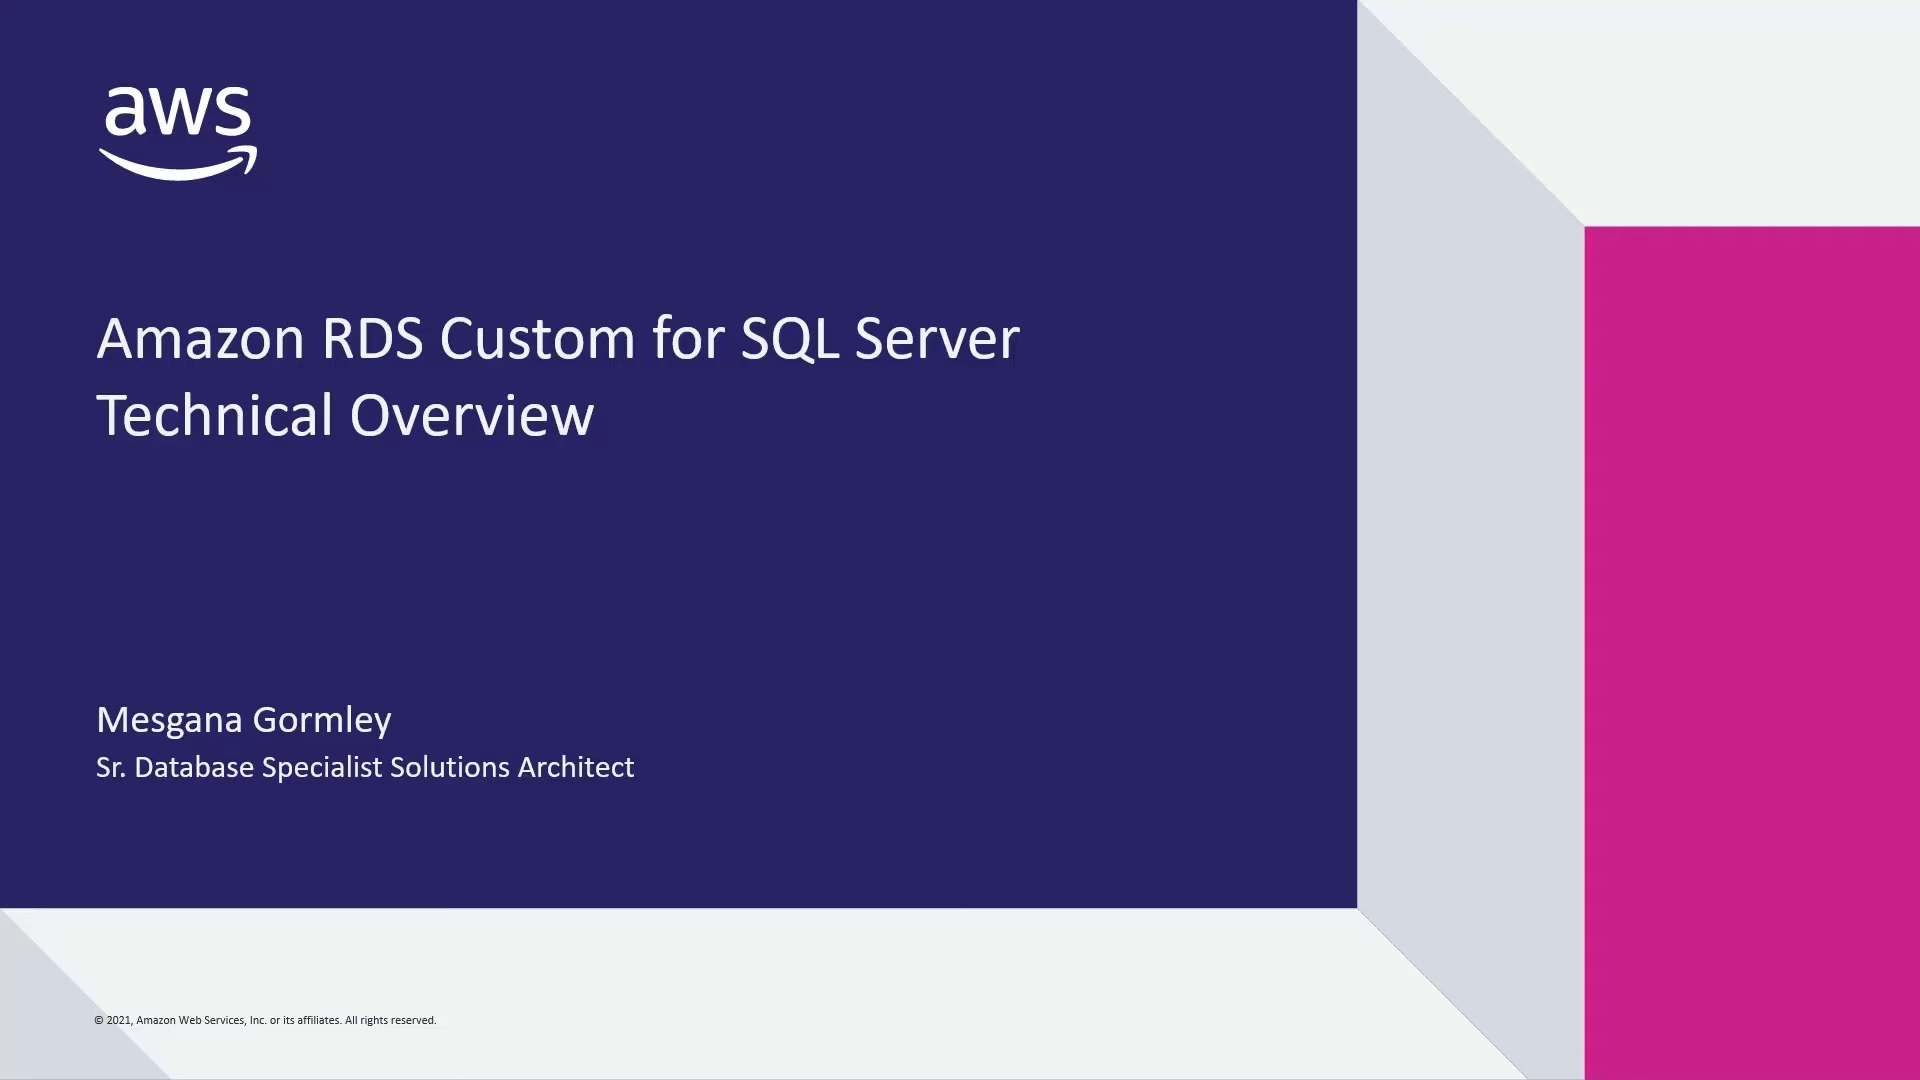 aws
Amazon RDS Custom for SQL Server
Technical Overview
Mesgana Gormley
Sr. Database Specialist Solutions Architect
© 2021, Amazon Web Services, Inc. or its affiliates. All rights reserved.